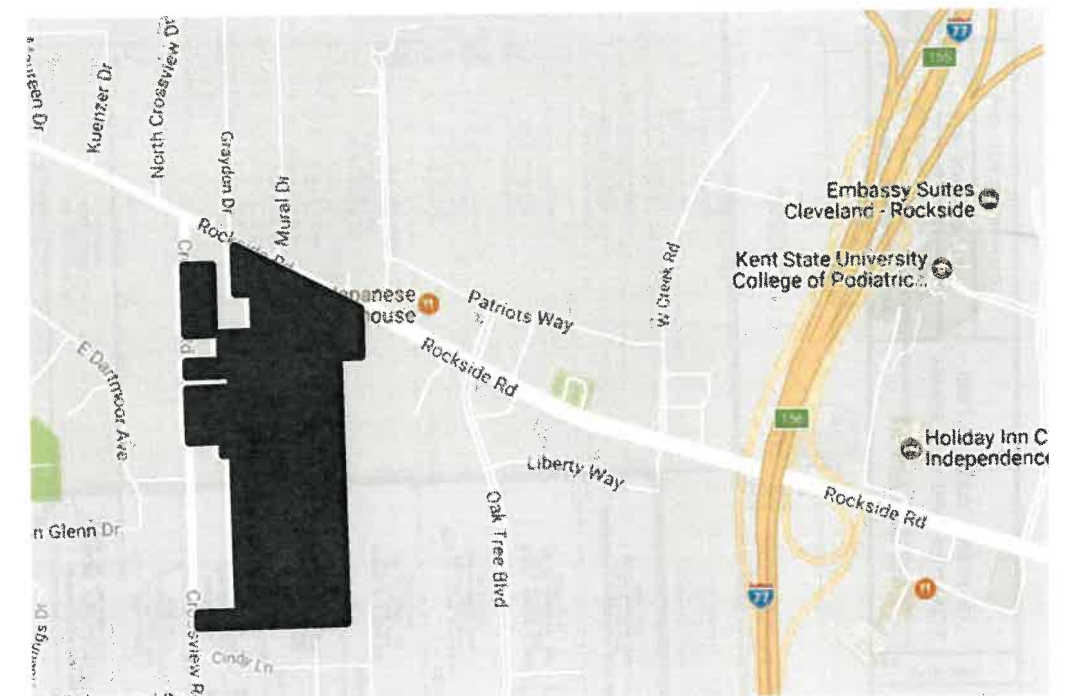 77
155
Kuenzer Dr
North Crossview Dr
Graydon Dr
Mural Dr
Embassy Suites
Cleveland - Rockside
W Creek Rd
Kent State University
College of Podiatric...
Patriots Way
Rockside Rd
E Dartmoor Ave
156
Holiday Inn C
Independence
Liberty Way
Rockside Rd
Oak Tree Blvd
n Glenn Dr
77
Cindy Ln